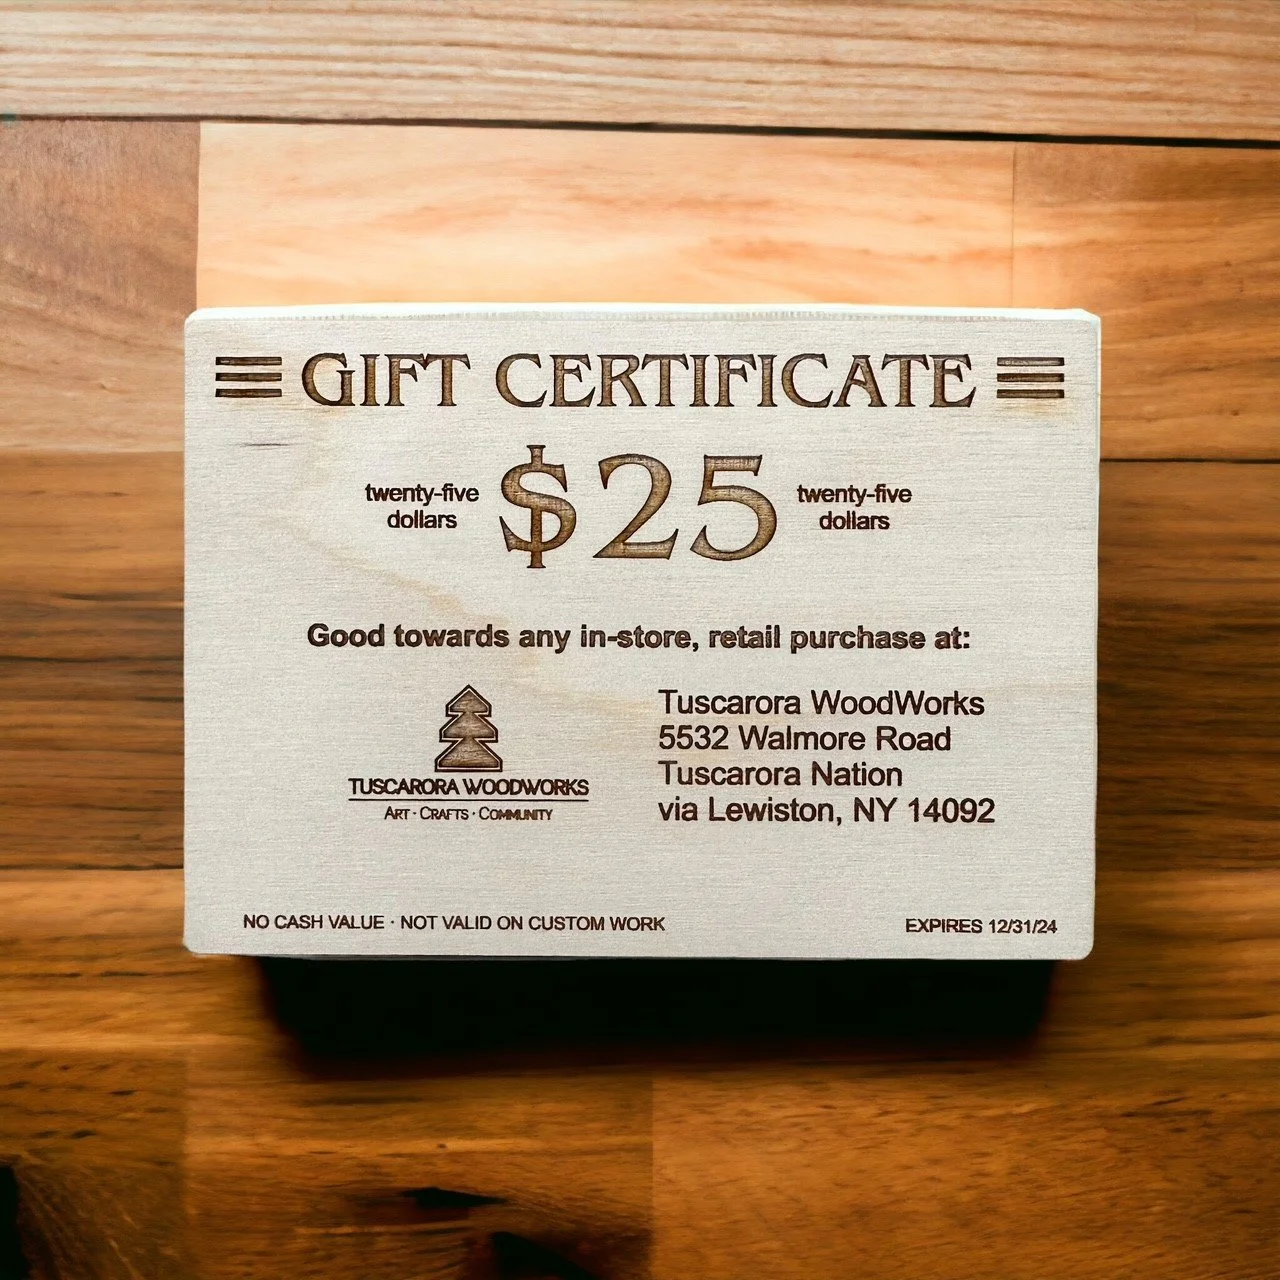 GIFT CERTIFICATE
twenty-five
dollars
$25
twenty-five
dollars
Good towards any in-store, retail purchase at:
TUSCARORA WOODWORKS
ART · CRAFTS · COMMUNITY
Tuscarora WoodWorks
5532 Walmore Road
Tuscarora Nation
via Lewiston, NY 14092
NO CASH VALUE · NOT VALID ON CUSTOM WORK
EXPIRES 12/31/24